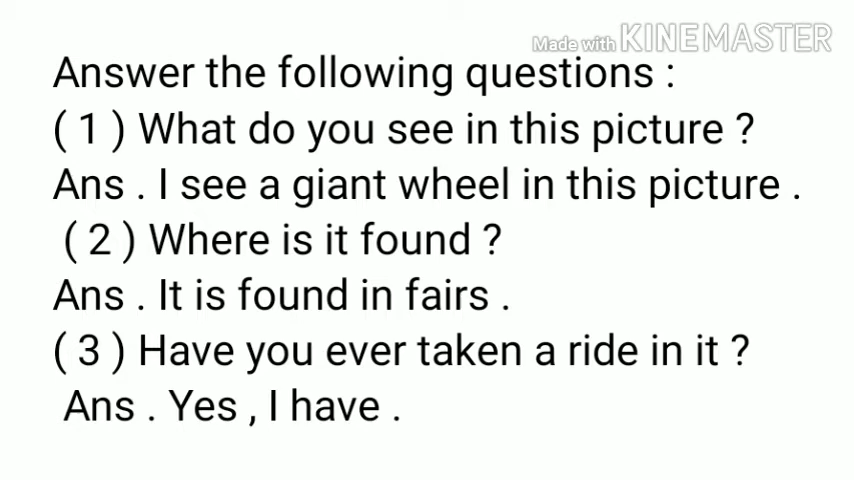 Made with KINEMASTER
Answer the following questions :
( 1 ) What do you see in this picture ?
Ans . I see a giant wheel in this picture .
( 2 ) Where is it found ?
Ans . It is found in fairs .
( 3 ) Have you ever taken a ride in it ?
Ans . Yes , I have .